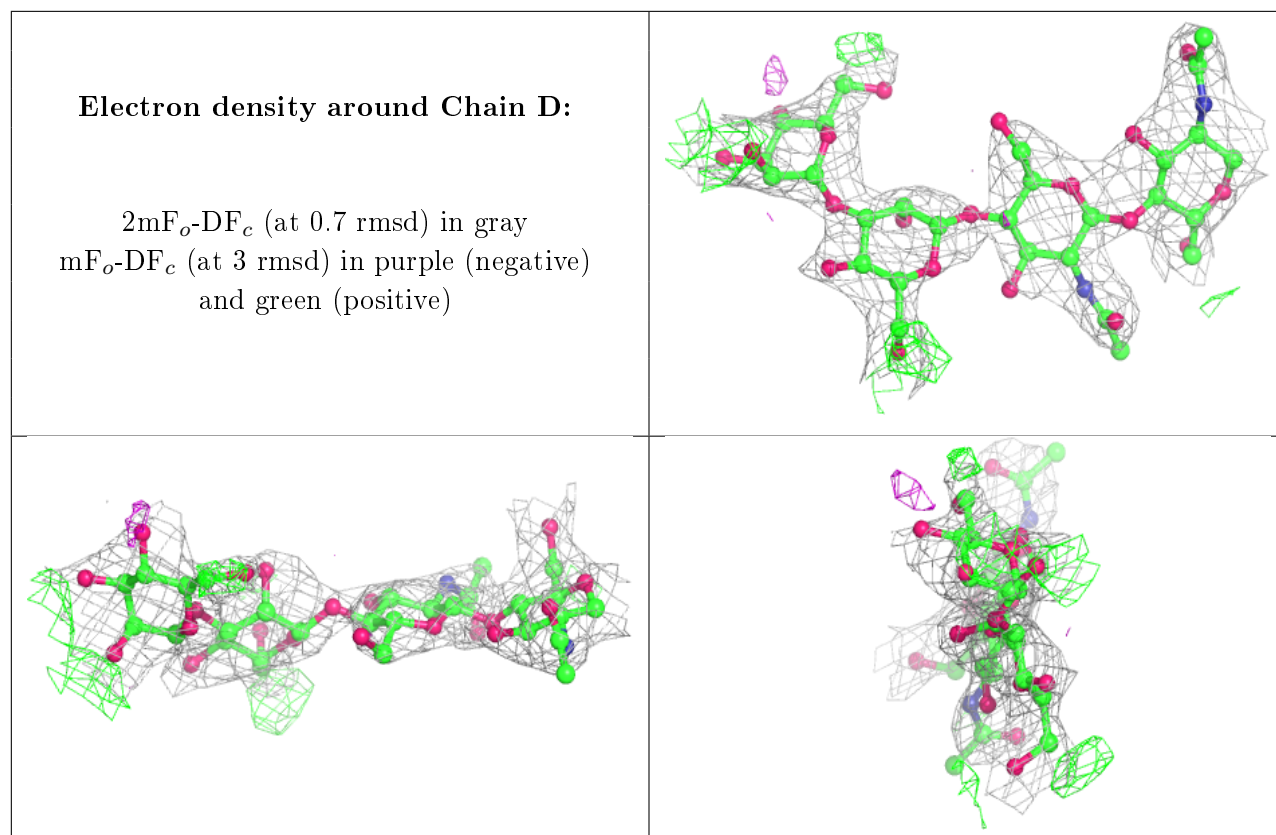 Electron density around Chain D:
2mFₒ-DF𝒸 (at 0.7 rmsd) in gray
mFₒ-DF𝒸 (at 3 rmsd) in purple (negative)
and green (positive)